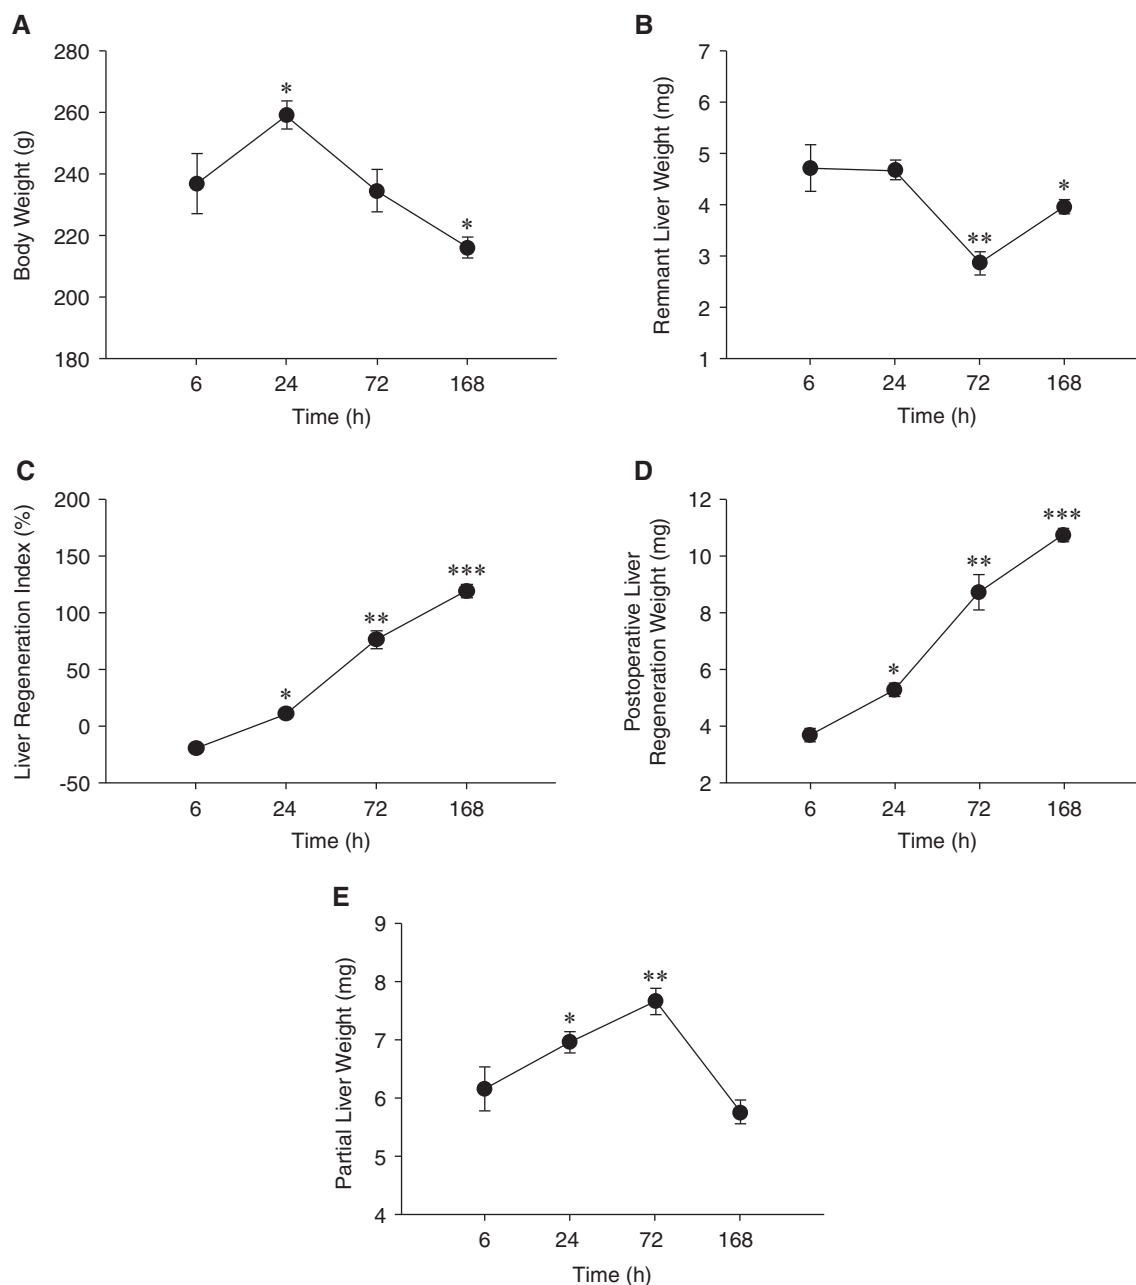 A
280
260
240
220
200
180
Body Weight (g)
*
*
6 24 72 168
Time (h)
B
7
6
5
4
3
2
1
Remnant Liver Weight (mg)
**
*
6 24 72 168
Time (h)
C
200
150
100
50
0
-50
Liver Regeneration Index (%)
*
**
***
6 24 72 168
Time (h)
D
12
10
8
6
4
2
Postoperative Liver
Regeneration Weight (mg)
*
**
***
6 24 72 168
Time (h)
E
9
8
7
6
5
4
Partial Liver Weight (mg)
*
**
6 24 72 168
Time (h)